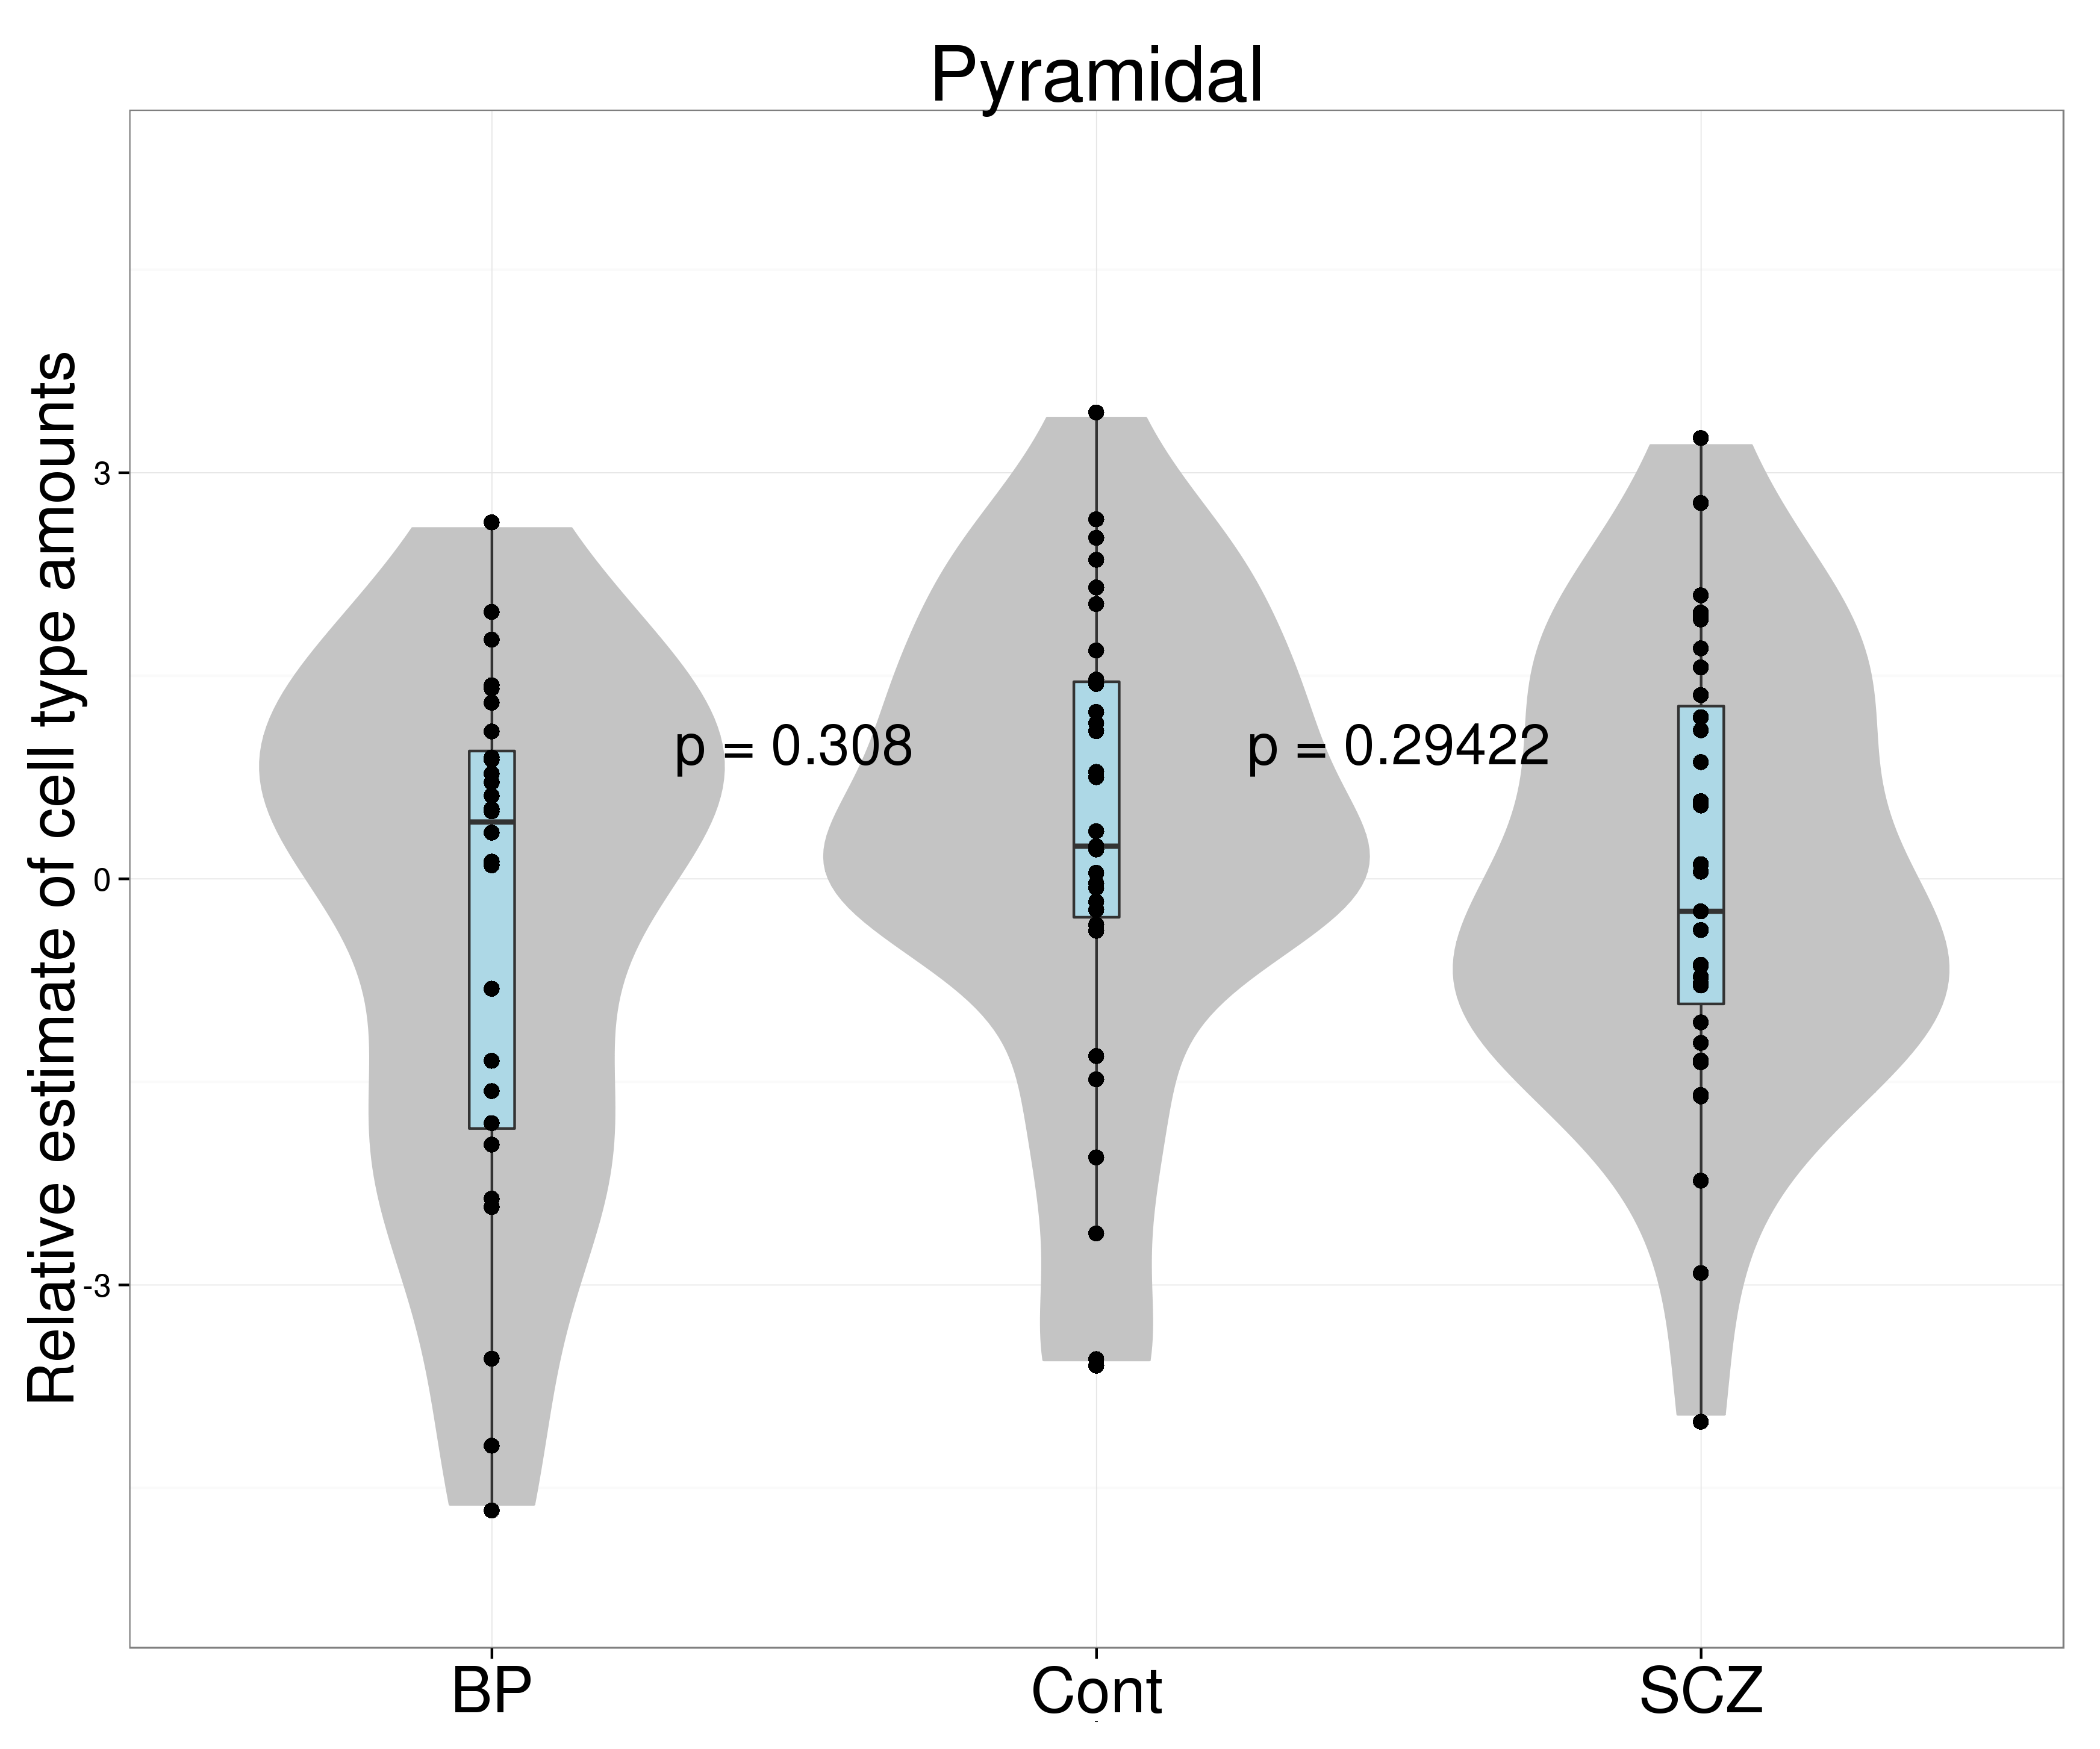 Pyramidal
Relative estimate of cell type amounts
3
0
-3
p = 0.308
p = 0.29422
BP
Cont
SCZ